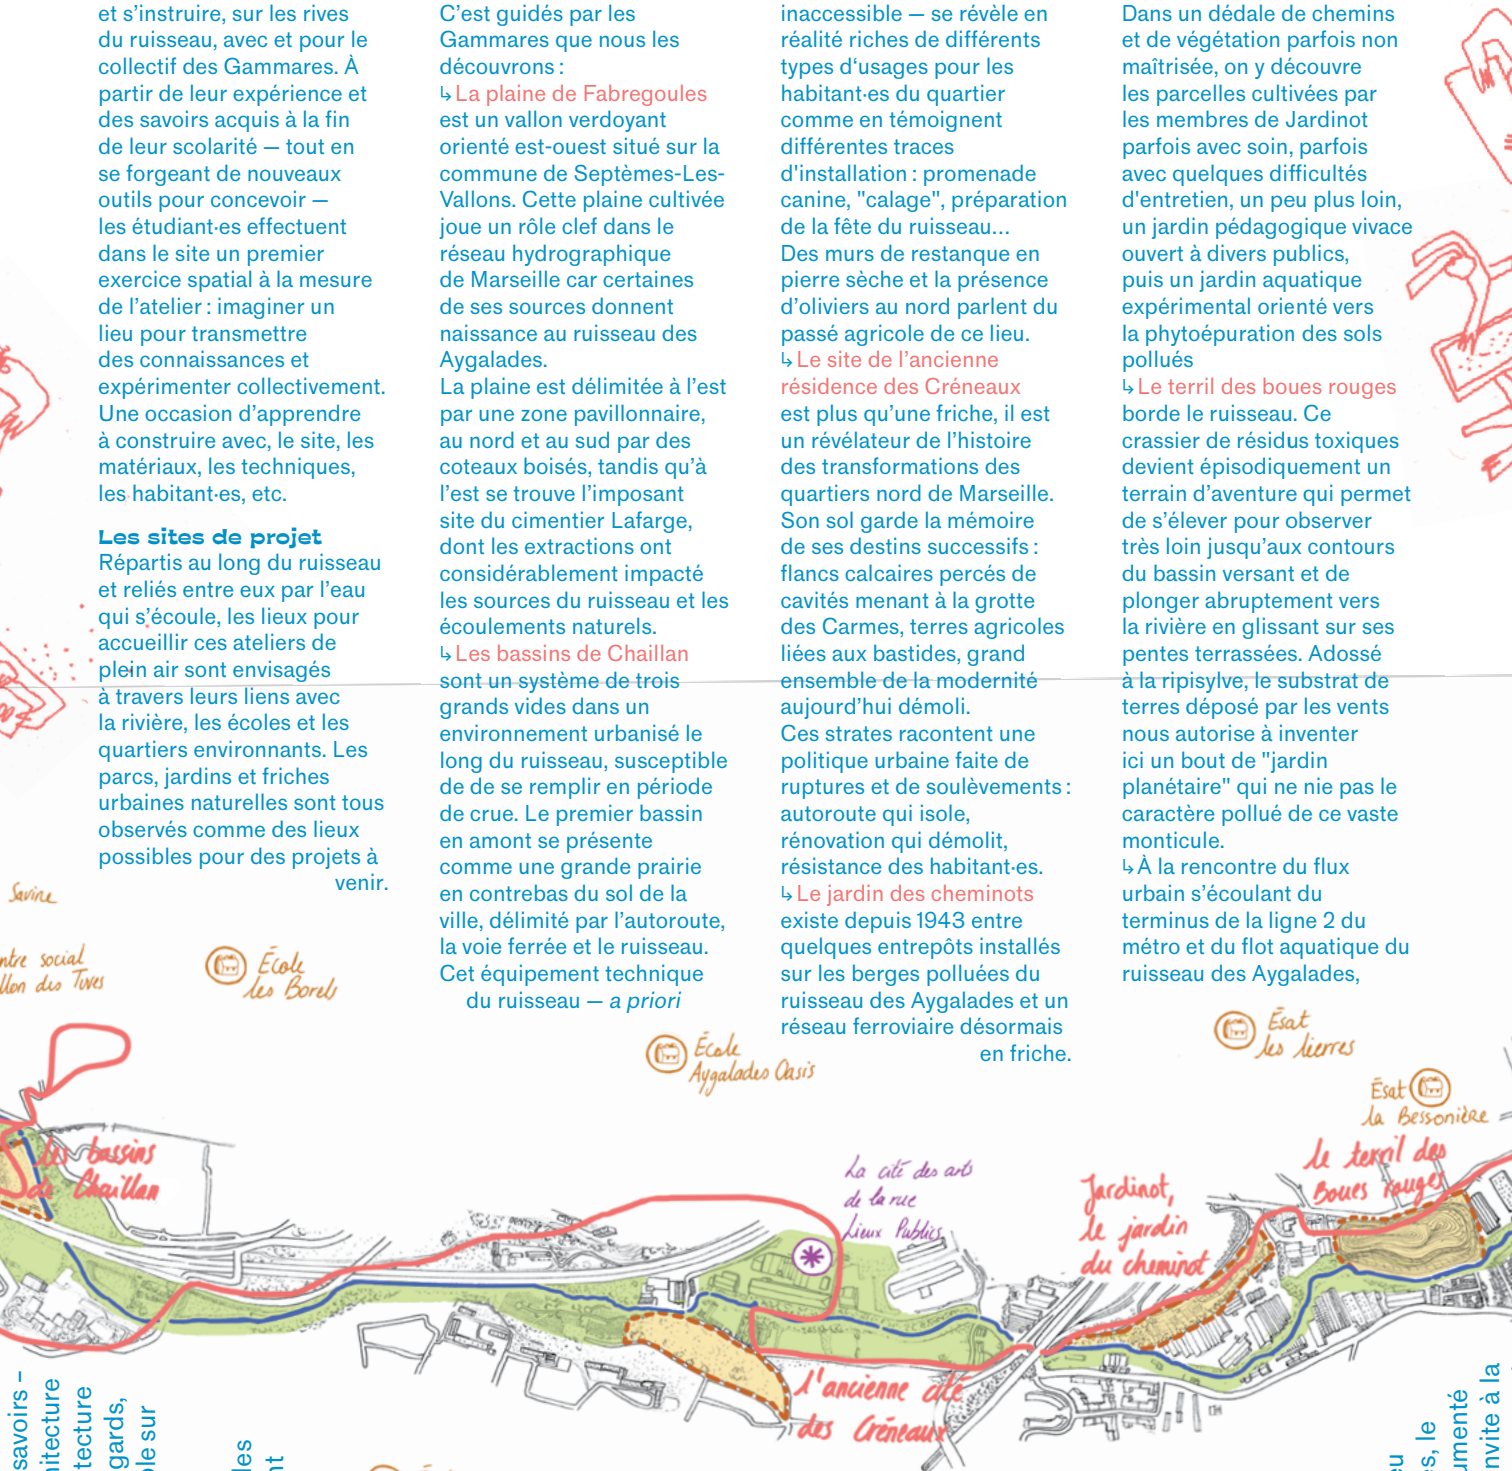 et s'instruire, sur les rives
du ruisseau, avec et pour le
collectif des Gammares. À
partir de leur expérience et
des savoirs acquis à la fin
de leur scolarité — tout en
se forgeant de nouveaux
outils pour concevoir —
les étudiant·es effectuent
dans le site un premier
exercice spatial à la mesure
de l'atelier : imaginer un
lieu pour transmettre
des connaissances et
expérimenter collectivement.
Une occasion d'apprendre
à construire avec, le site, les
matériaux, les techniques,
les habitant·es, etc.
Les sites de projet
Répartis au long du ruisseau
et reliés entre eux par l'eau
qui s'écoule, les lieux pour
accueillir ces ateliers de
plein air sont envisagés
à travers leurs liens avec
la rivière, les écoles et les
quartiers environnants. Les
parcs, jardins et friches
urbaines naturelles sont tous
observés comme des lieux
possibles pour des projets à
venir.
C'est guidés par les
Gammares que nous les
découvrons :
↳La plaine de Fabregoules
est un vallon verdoyant
orienté est-ouest situé sur la
commune de Septèmes-Les-
Vallons. Cette plaine cultivée
joue un rôle clef dans le
réseau hydrographique
de Marseille car certaines
de ses sources donnent
naissance au ruisseau des
Aygalades.
La plaine est délimitée à l'est
par une zone pavillonnaire,
au nord et au sud par des
coteaux boisés, tandis qu'à
l'est se trouve l'imposant
site du cimentier Lafarge,
dont les extractions ont
considérablement impacté
les sources du ruisseau et les
écoulements naturels.
↳Les bassins de Chaillan
sont un système de trois
grands vides dans un
environnement urbanisé le
long du ruisseau, susceptible
de de se remplir en période
de crue. Le premier bassin
en amont se présente
comme une grande prairie
en contrebas du sol de la
ville, délimité par l'autoroute,
la voie ferrée et le ruisseau.
Cet équipement technique
du ruisseau — a priori
inaccessible — se révèle en
réalité riches de différents
types d'usages pour les
habitant·es du quartier
comme en témoignent
différentes traces
d'installation : promenade
canine, "calage", préparation
de la fête du ruisseau…
Des murs de restanque en
pierre sèche et la présence
d'oliviers au nord parlent du
passé agricole de ce lieu.
↳Le site de l'ancienne
résidence des Créneaux
est plus qu'une friche, il est
un révélateur de l'histoire
des transformations des
quartiers nord de Marseille.
Son sol garde la mémoire
de ses destins successifs :
flancs calcaires percés de
cavités menant à la grotte
des Carmes, terres agricoles
liées aux bastides, grand
ensemble de la modernité
aujourd'hui démoli.
Ces strates racontent une
politique urbaine faite de
ruptures et de soulèvements :
autoroute qui isole,
rénovation qui démolit,
résistance des habitant·es.
↳Le jardin des cheminots
existe depuis 1943 entre
quelques entrepôts installés
sur les berges polluées du
ruisseau des Aygalades et un
réseau ferroviaire désormais
en friche.
Dans un dédale de chemins
et de végétation parfois non
maîtrisée, on y découvre
les parcelles cultivées par
les membres de Jardinot
parfois avec soin, parfois
avec quelques difficultés
d'entretien, un peu plus loin,
un jardin pédagogique vivace
ouvert à divers publics,
puis un jardin aquatique
expérimental orienté vers
la phytoépuration des sols
pollués
↳Le terril des boues rouges
borde le ruisseau. Ce
crassier de résidus toxiques
devient épisodiquement un
terrain d'aventure qui permet
de s'élever pour observer
très loin jusqu'aux contours
du bassin versant et de
plonger abruptement vers
la rivière en glissant sur ses
pentes terrassées. Adossé
à la ripisylve, le substrat de
terres déposé par les vents
nous autorise à inventer
ici un bout de "jardin
planétaire" qui ne nie pas le
caractère pollué de ce vaste
monticule.
↳À la rencontre du flux
urbain s'écoulant du
terminus de la ligne 2 du
métro et du flot aquatique du
ruisseau des Aygalades,
Savine
ntre social
llon des Tuves
École
les Borels
École
Aygalades Oasis
Ésat
les lierres
Ésat
la Bessonière
les bassins
de Chaillan
La cité des arts
de la rue
Lieux Publics
Jardinot,
le jardin
du cheminot
le terril des
Boues rouges
l'ancienne cité
des Créneaux
savoirs –
hitecture
tecture
gards,
ble sur
les
nt
eu
s, le
umenté
nvite à la